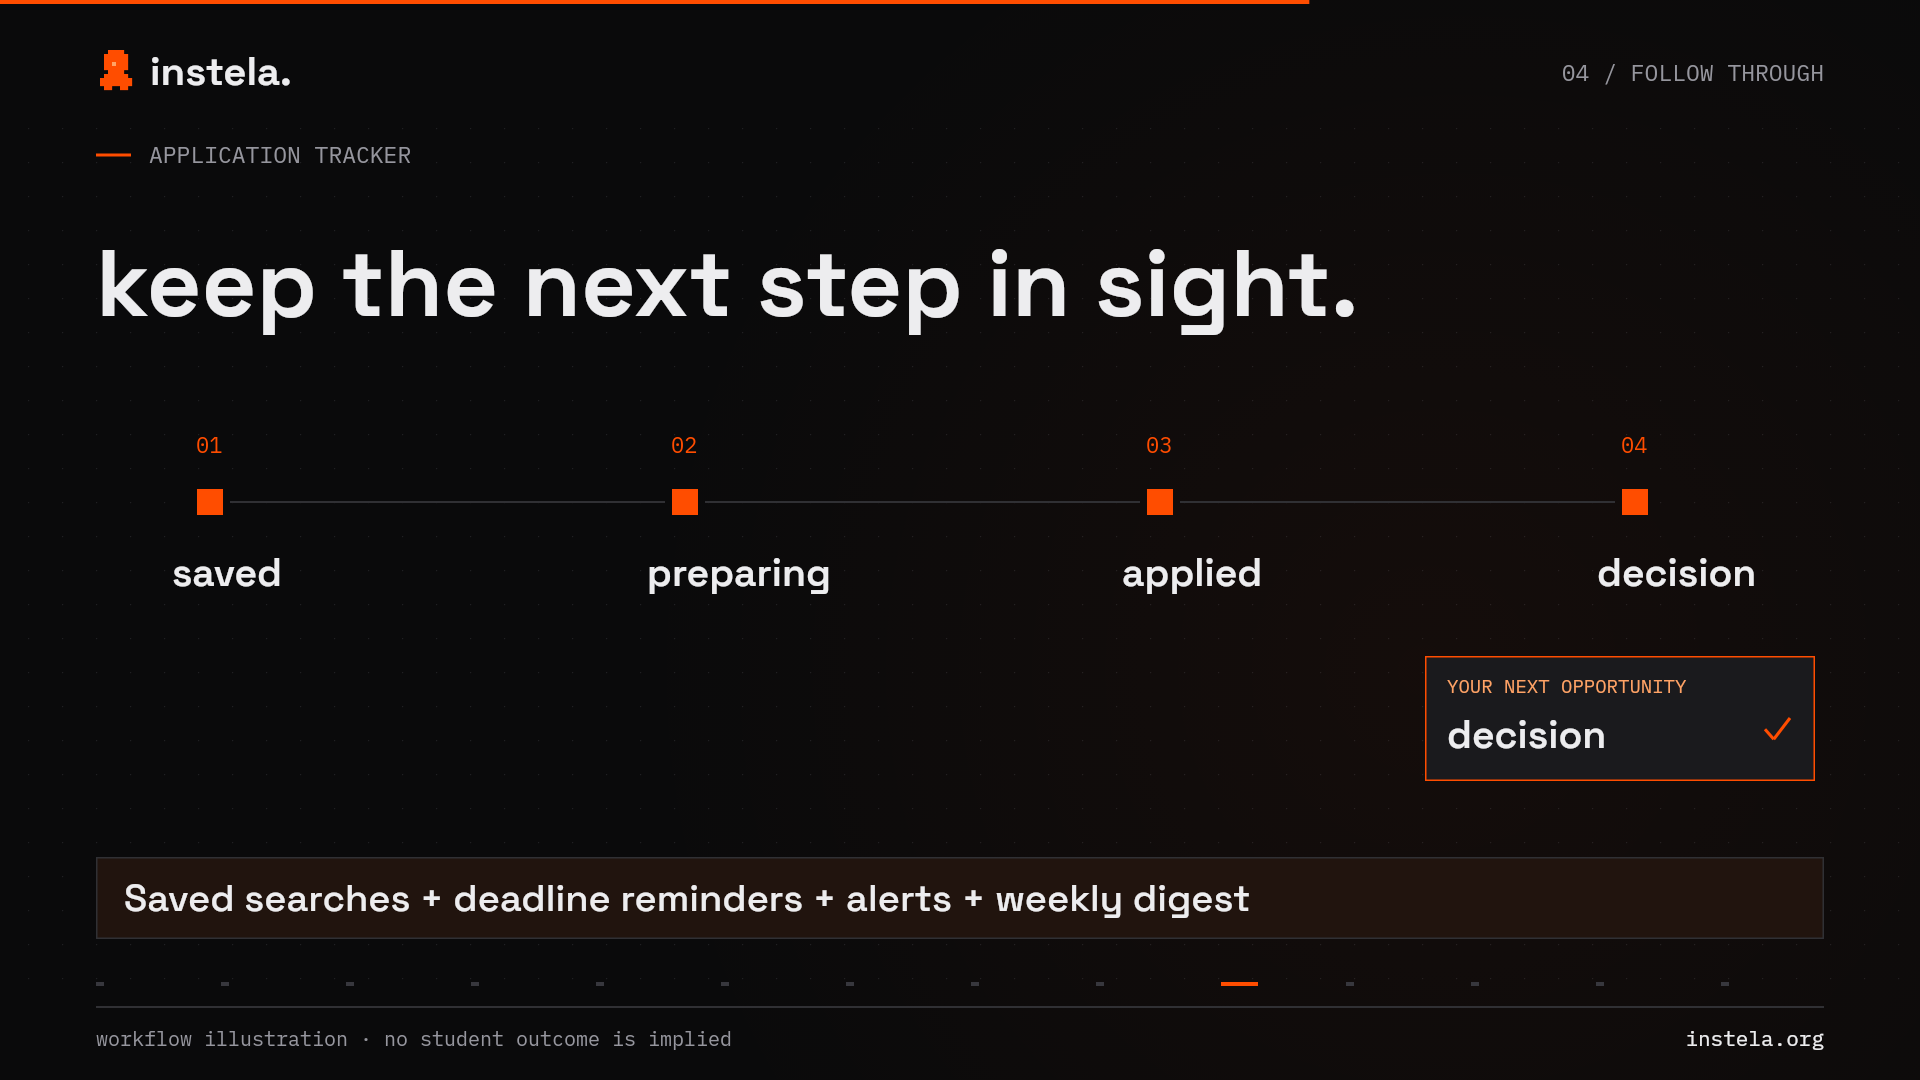 instela.
04 / FOLLOW THROUGH
APPLICATION TRACKER
keep the next step in sight.
01
02
03
04
saved
preparing
applied
decision
YOUR NEXT OPPORTUNITY
decision
Saved searches + deadline reminders + alerts + weekly digest
workflow illustration · no student outcome is implied
instela.org